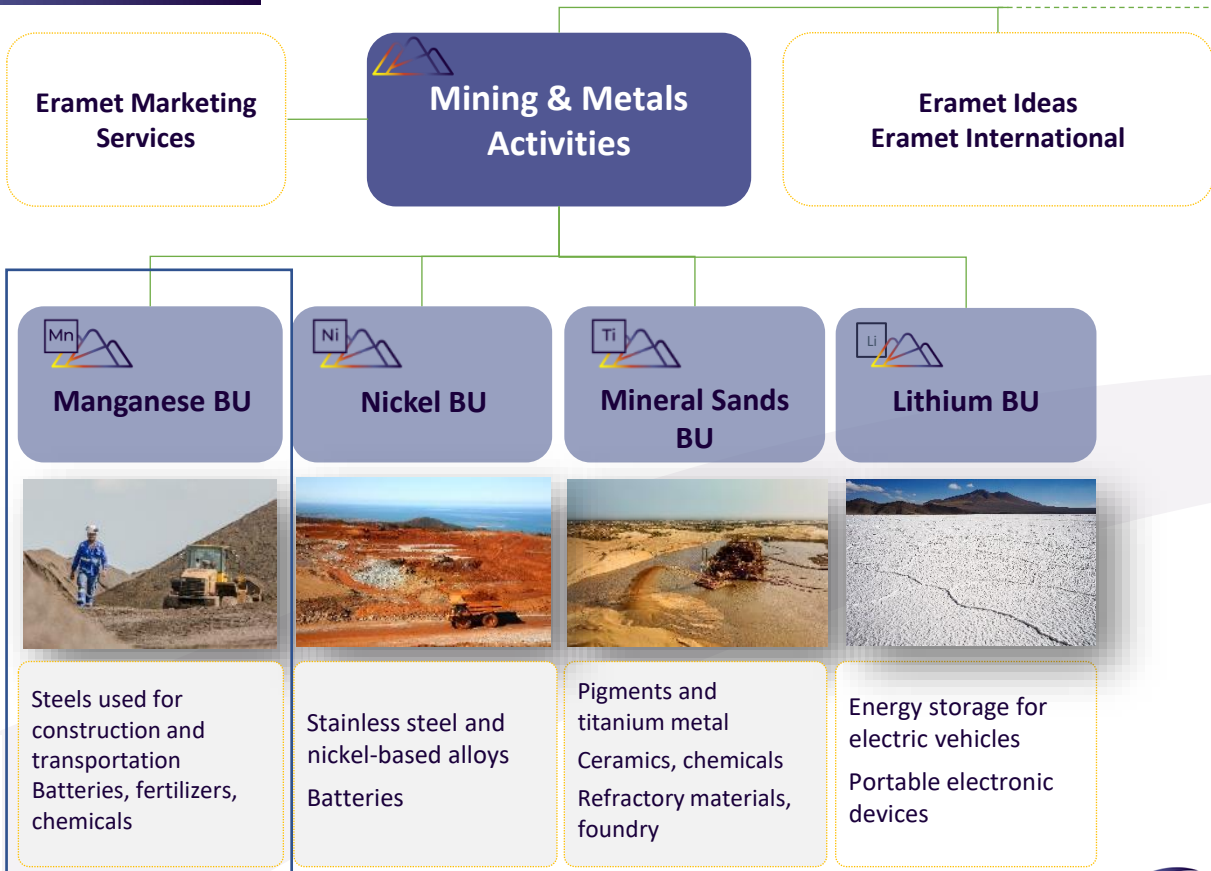 Eramet Marketing
Services
Mining & Metals
Activities
Eramet Ideas
Eramet International
Mn
Manganese BU
Ni
Nickel BU
Ti
Mineral Sands
BU
Li
Lithium BU
Steels used for
construction and
transportation
Batteries, fertilizers,
chemicals
Stainless steel and
nickel-based alloys
Batteries
Pigments and
titanium metal
Ceramics, chemicals
Refractory materials,
foundry
Energy storage for
electric vehicles
Portable electronic
devices